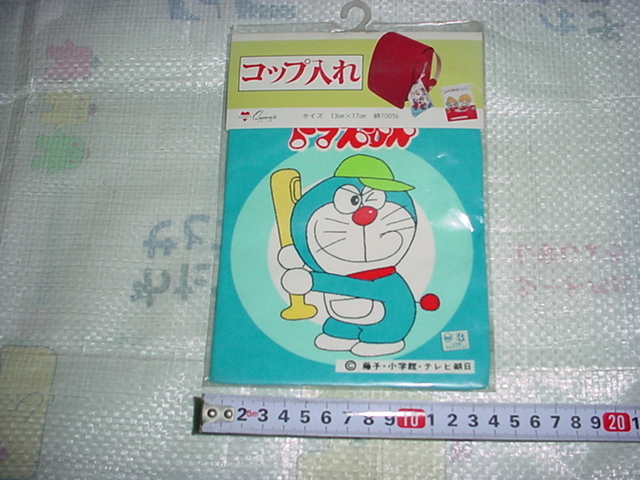 コップ入れ
Queen's
サイズ 13cm×17cm 綿100%
ドラえもん
© 藤子・小学館・テレビ朝日
2 3 4 5 6 7 8 9 10 1 2 3 4 5 6 7 8 9 20 1